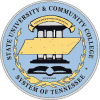 STATE UNIVERSITY & COMMUNITY COLLEGE
SYSTEM OF TENNESSEE